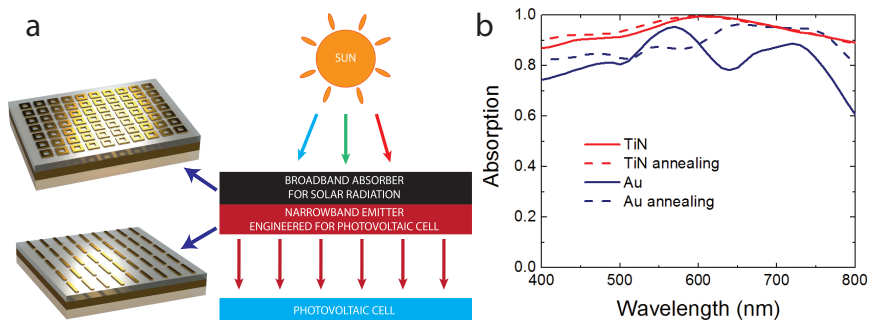 a
SUN
BROADBAND ABSORBER
FOR SOLAR RADIATION
NARROWBAND EMITTER
ENGINEERED FOR PHOTOVOLTAIC CELL
PHOTOVOLTAIC CELL
b
Absorption
1.0
0.8
0.6
0.4
0.2
0.0
TiN
TiN annealing
Au
Au annealing
400 500 600 700 800
Wavelength (nm)